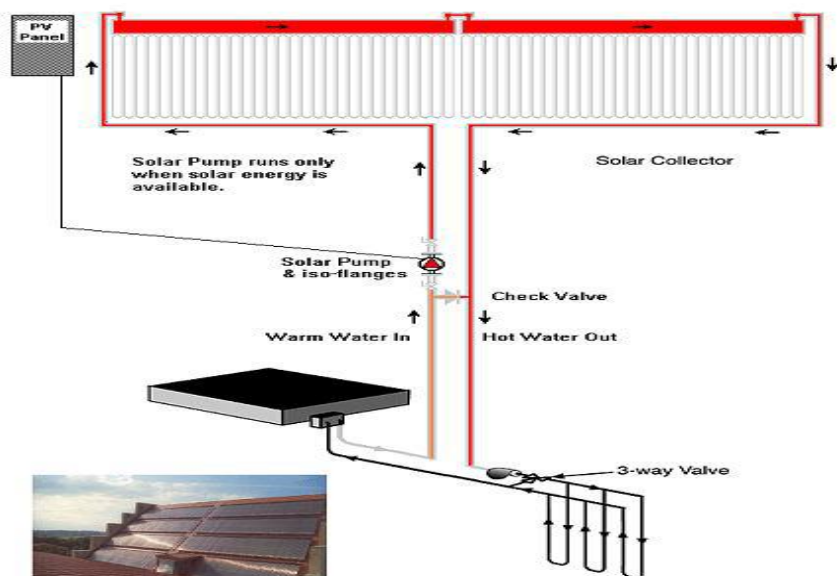 PV
Panel
Solar Pump runs only
when solar energy is
available.
Solar Collector
Solar Pump
& iso-flanges
Check Valve
Warm Water In
Hot Water Out
3-way Valve